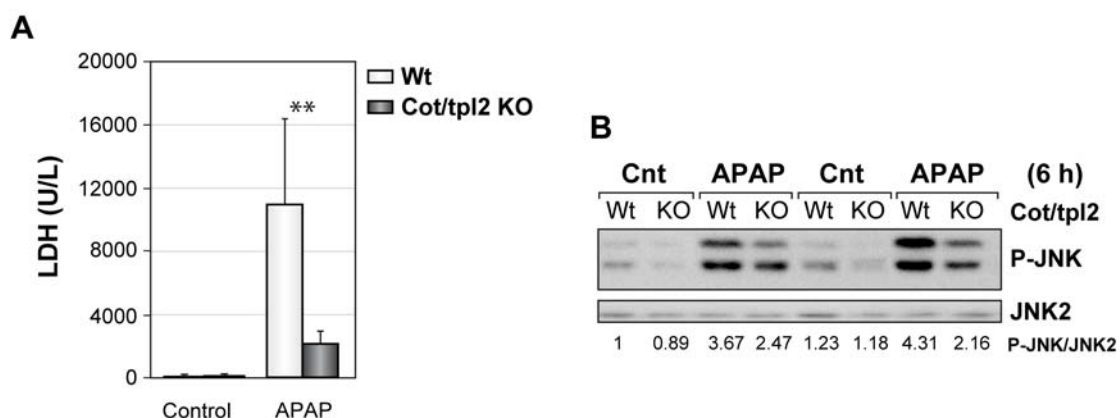 A
20000
16000
12000
8000
4000
0
LDH (U/L)
**
Control APAP
Wt
Cot/tpl2 KO
B
Cnt APAP Cnt APAP (6 h)
Wt KO Wt KO Wt KO Wt KO Cot/tpl2
P-JNK
JNK2
1 0.89 3.67 2.47 1.23 1.18 4.31 2.16 P-JNK/JNK2